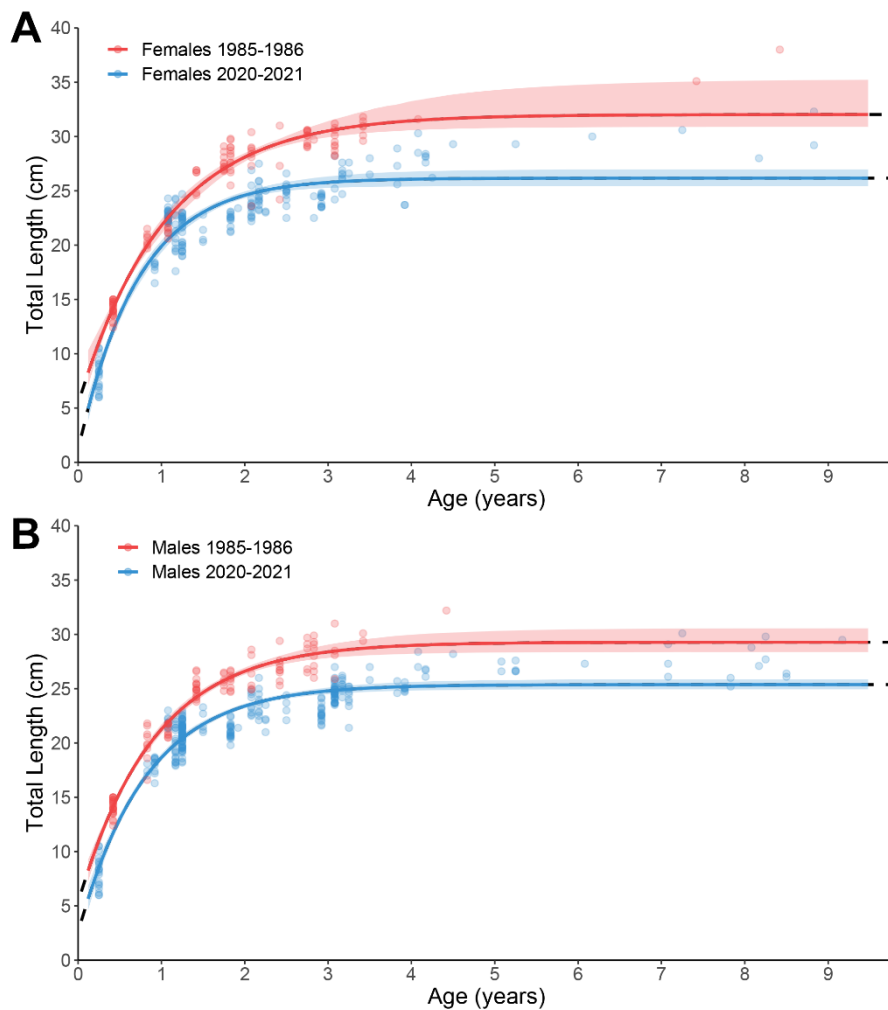 A
Females 1985-1986
Females 2020-2021
40
35
30
25
20
15
10
5
0
Total Length (cm)
0 1 2 3 4 5 6 7 8 9
Age (years)
B
Males 1985-1986
Males 2020-2021
40
35
30
25
20
15
10
5
0
Total Length (cm)
0 1 2 3 4 5 6 7 8 9
Age (years)